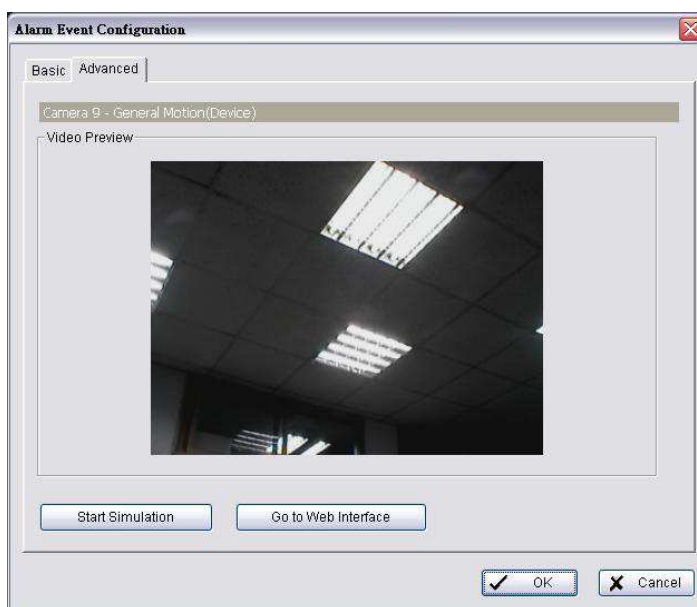 Alarm Event Configuration
Basic Advanced
Camera 9 - General Motion(Device)
Video Preview
Start Simulation Go to Web Interface
OK Cancel